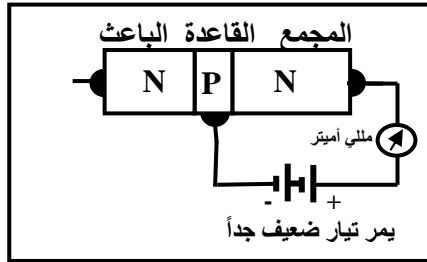 المجمع القاعدة الباعث
N P N
مللي أميتر
- +
يمر تيار ضعيف جداً